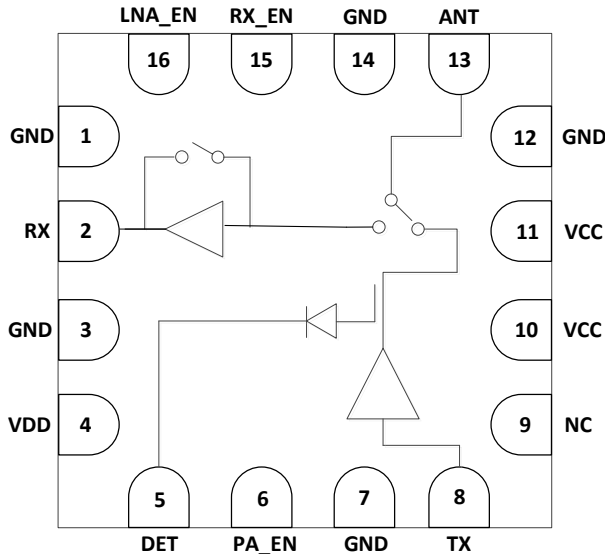 LNA_EN RX_EN GND ANT
16 15 14 13
GND 1 12 GND
RX 2 11 VCC
GND 3 10 VCC
VDD 4 9 NC
5 6 7 8
DET PA_EN GND TX